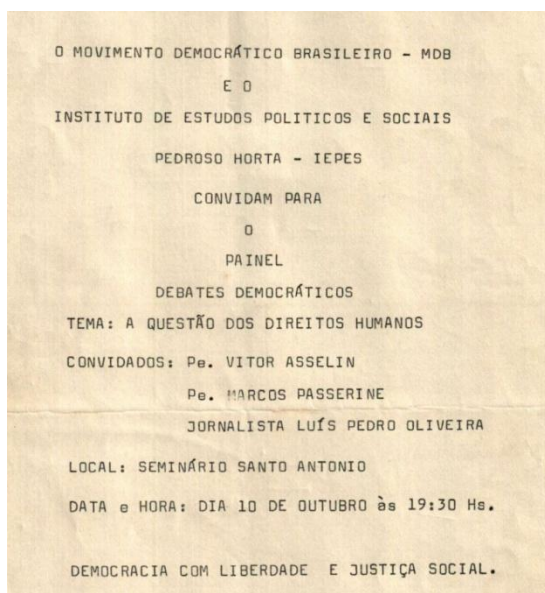 O MOVIMENTO DEMOCRÁTICO BRASILEIRO - MDB
E O
INSTITUTO DE ESTUDOS POLITICOS E SOCIAIS
PEDROSO HORTA - IEPES
CONVIDAM PARA
O
PAINEL
DEBATES DEMOCRÁTICOS
TEMA: A QUESTÃO DOS DIREITOS HUMANOS
CONVIDADOS: Pe. VITOR ASSELIN
Pe. MARCOS PASSERINE
JORNALISTA LUÍS PEDRO OLIVEIRA
LOCAL: SEMINÁRIO SANTO ANTONIO
DATA e HORA: DIA 10 DE OUTUBRO às 19:30 Hs.
DEMOCRACIA COM LIBERDADE E JUSTIÇA SOCIAL.